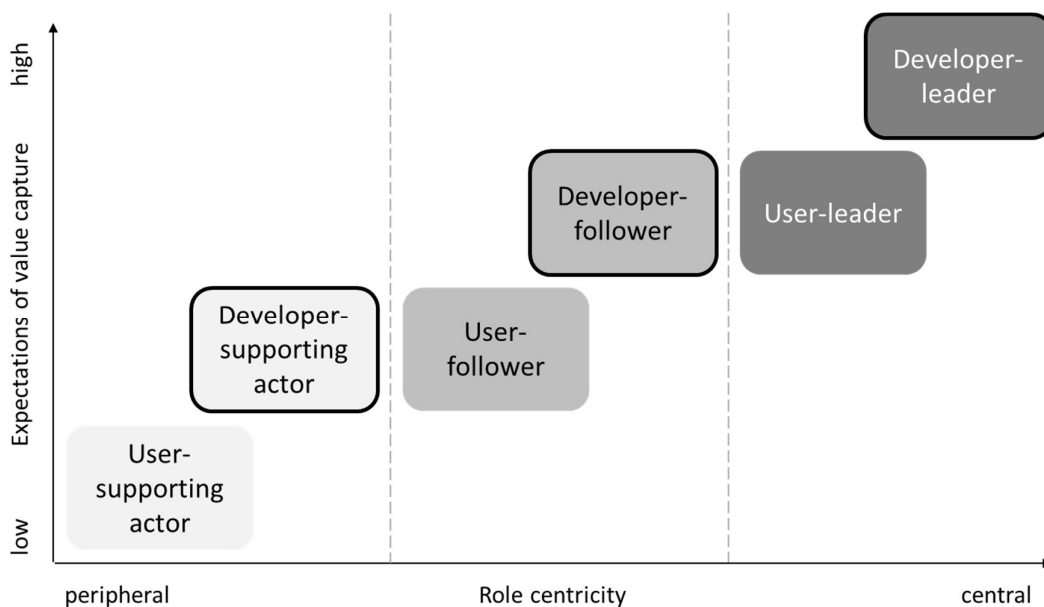 high
Expectations of value capture
low
Developer-
leader
Developer-
follower
User-leader
Developer-
supporting
actor
User-
follower
User-
supporting
actor
peripheral
Role centricity
central